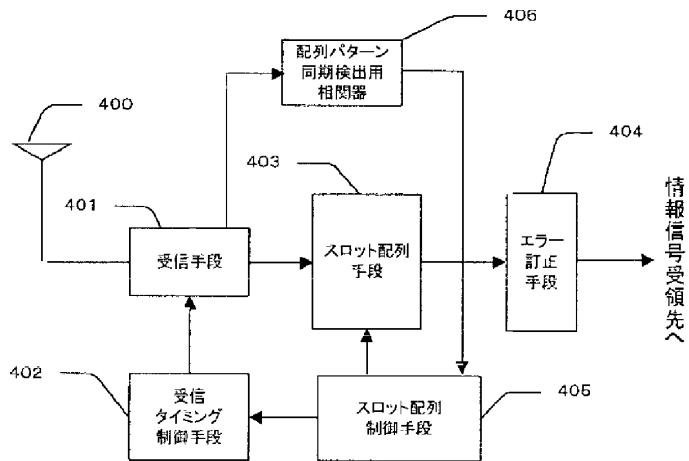 406
配列パターン
同期検出用
相関器
400
404
403
401
受信手段
スロット配列
手段
エラー
訂正
手段
情報信号受領先へ
402
受信
タイミング
制御手段
スロット配列
制御手段
405